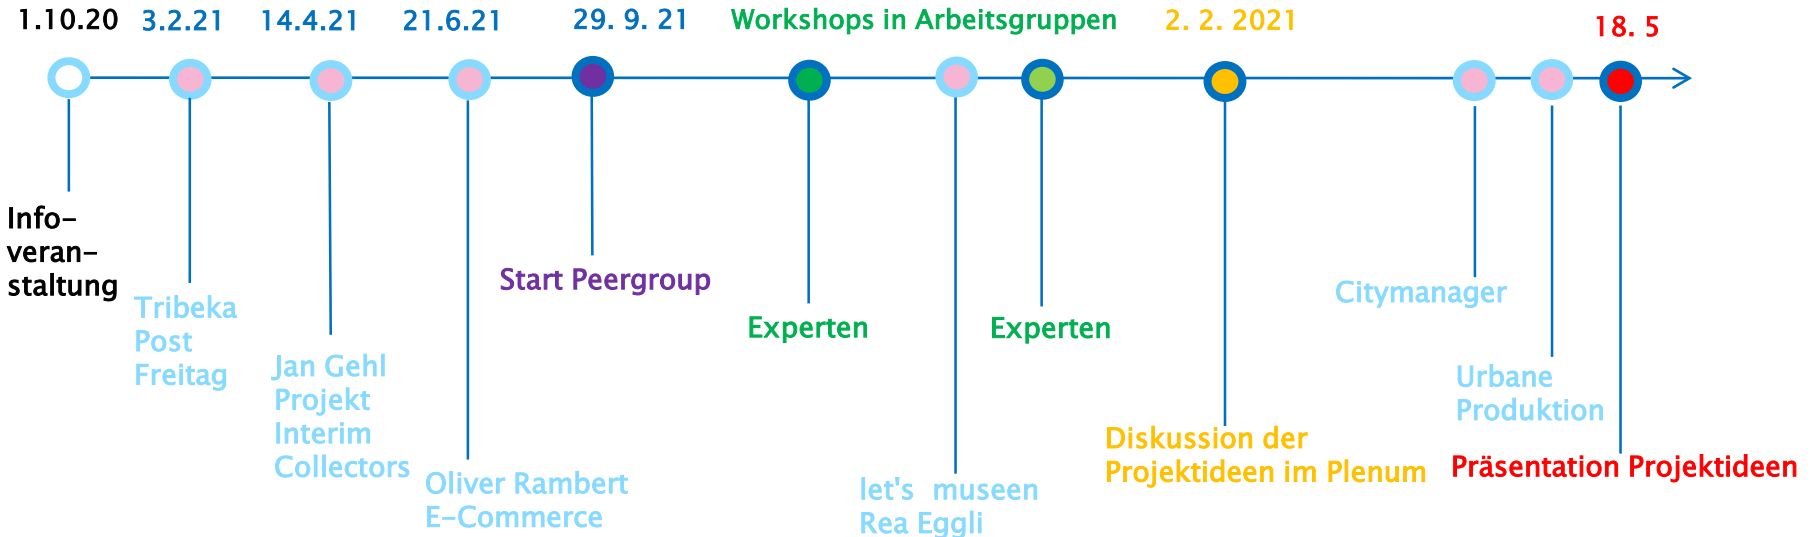 1.10.20
3.2.21
14.4.21
21.6.21
29. 9. 21
Workshops in Arbeitsgruppen
2. 2. 2021
18. 5
Info-
veran-
staltung
Tribeka
Post
Freitag
Jan Gehl
Projekt
Interim
Collectors
Oliver Rambert
E-Commerce
Start Peergroup
Experten
let's museen
Rea Eggli
Experten
Diskussion der
Projektideen im Plenum
Citymanager
Urbane
Produktion
Präsentation Projektideen